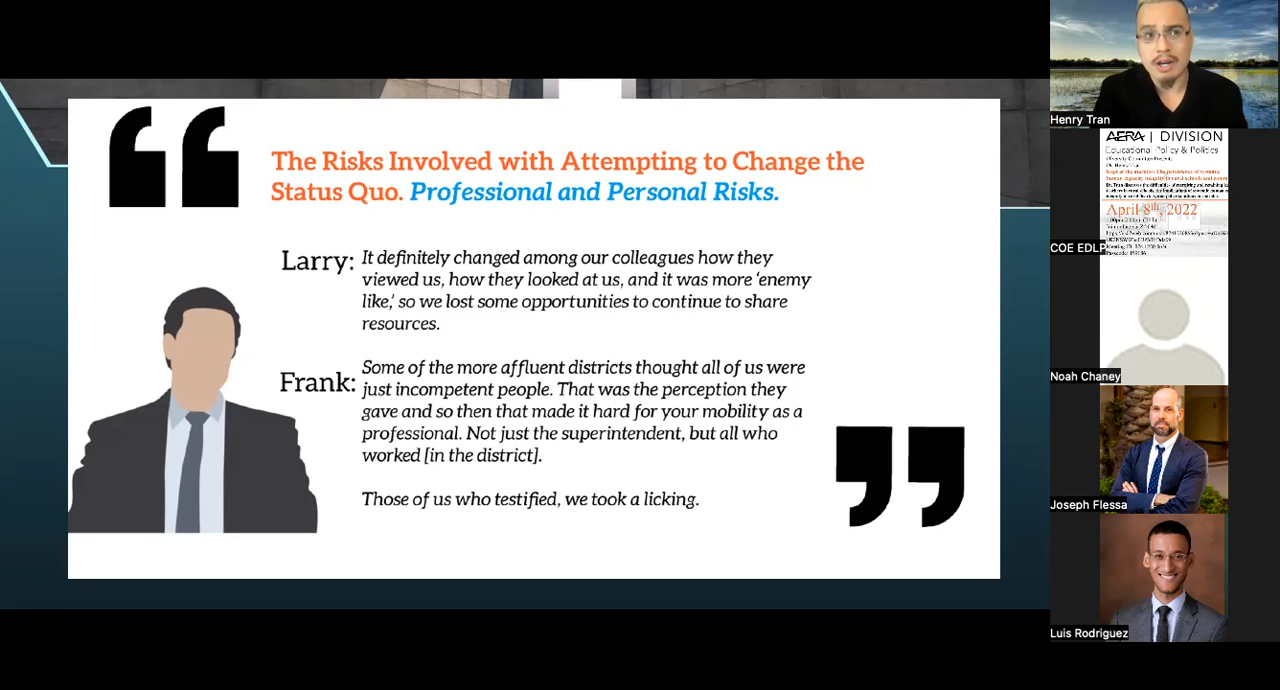 The Risks Involved with Attempting to Change the
Status Quo. Professional and Personal Risks.
Larry:
It definitely changed among our colleagues how they
viewed us, how they looked at us, and it was more ‘enemy
like,’ so we lost some opportunities to continue to share
resources.
Frank:
Some of the more affluent districts thought all of us were
just incompetent people. That was the perception they
gave and so then that made it hard for your mobility as a
professional. Not just the superintendent, but all who
worked [in the district].
Those of us who testified, we took a licking.
Henry Tran
AERA | DIVISION
Educational Policy & Politics
Diversity Committee Presents
Dr. Henry Tran
April 8th, 2022
COE EDLP
Noah Chaney
Joseph Flessa
Luis Rodriguez